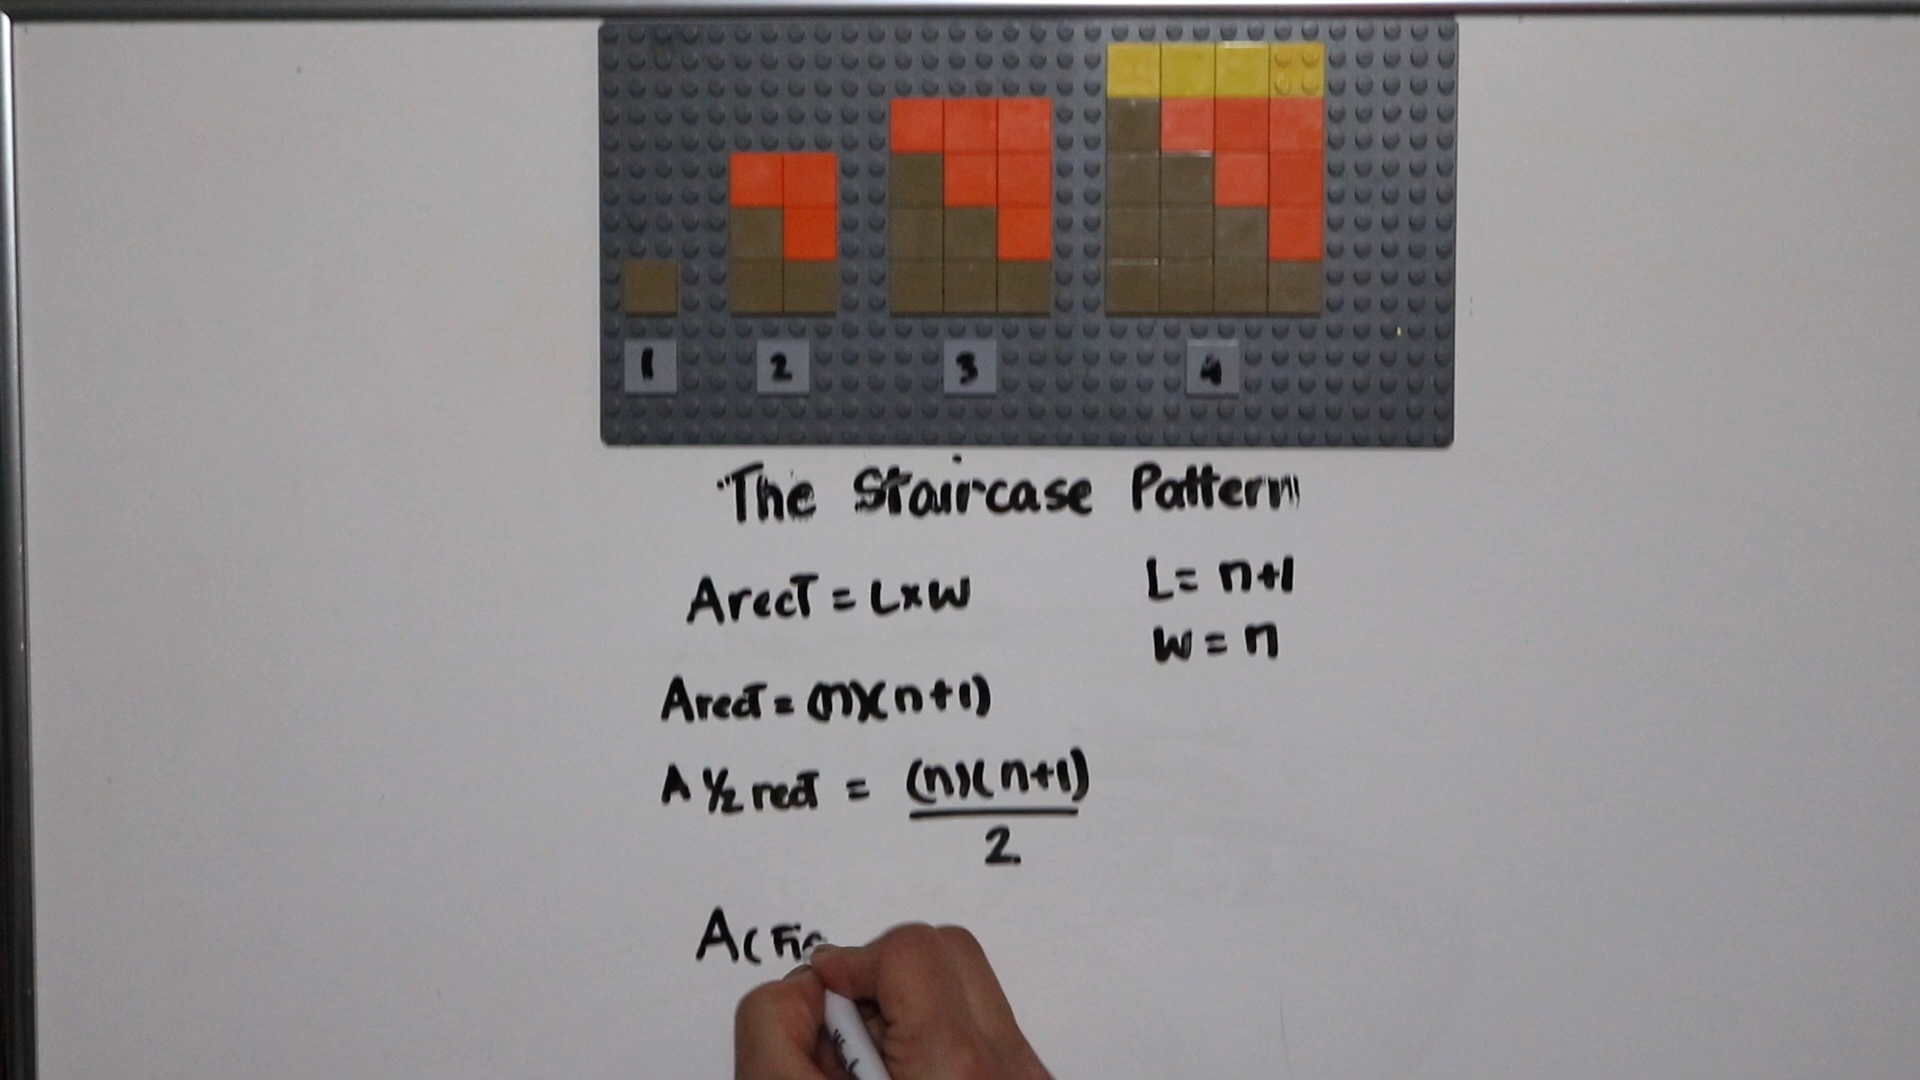 1 2 3 4
The Staircase Pattern
Arect = L×W
L = n+1
W = n
Arect = (n)(n+1)
A ½ rect = (n)(n+1)
2
A(Fig